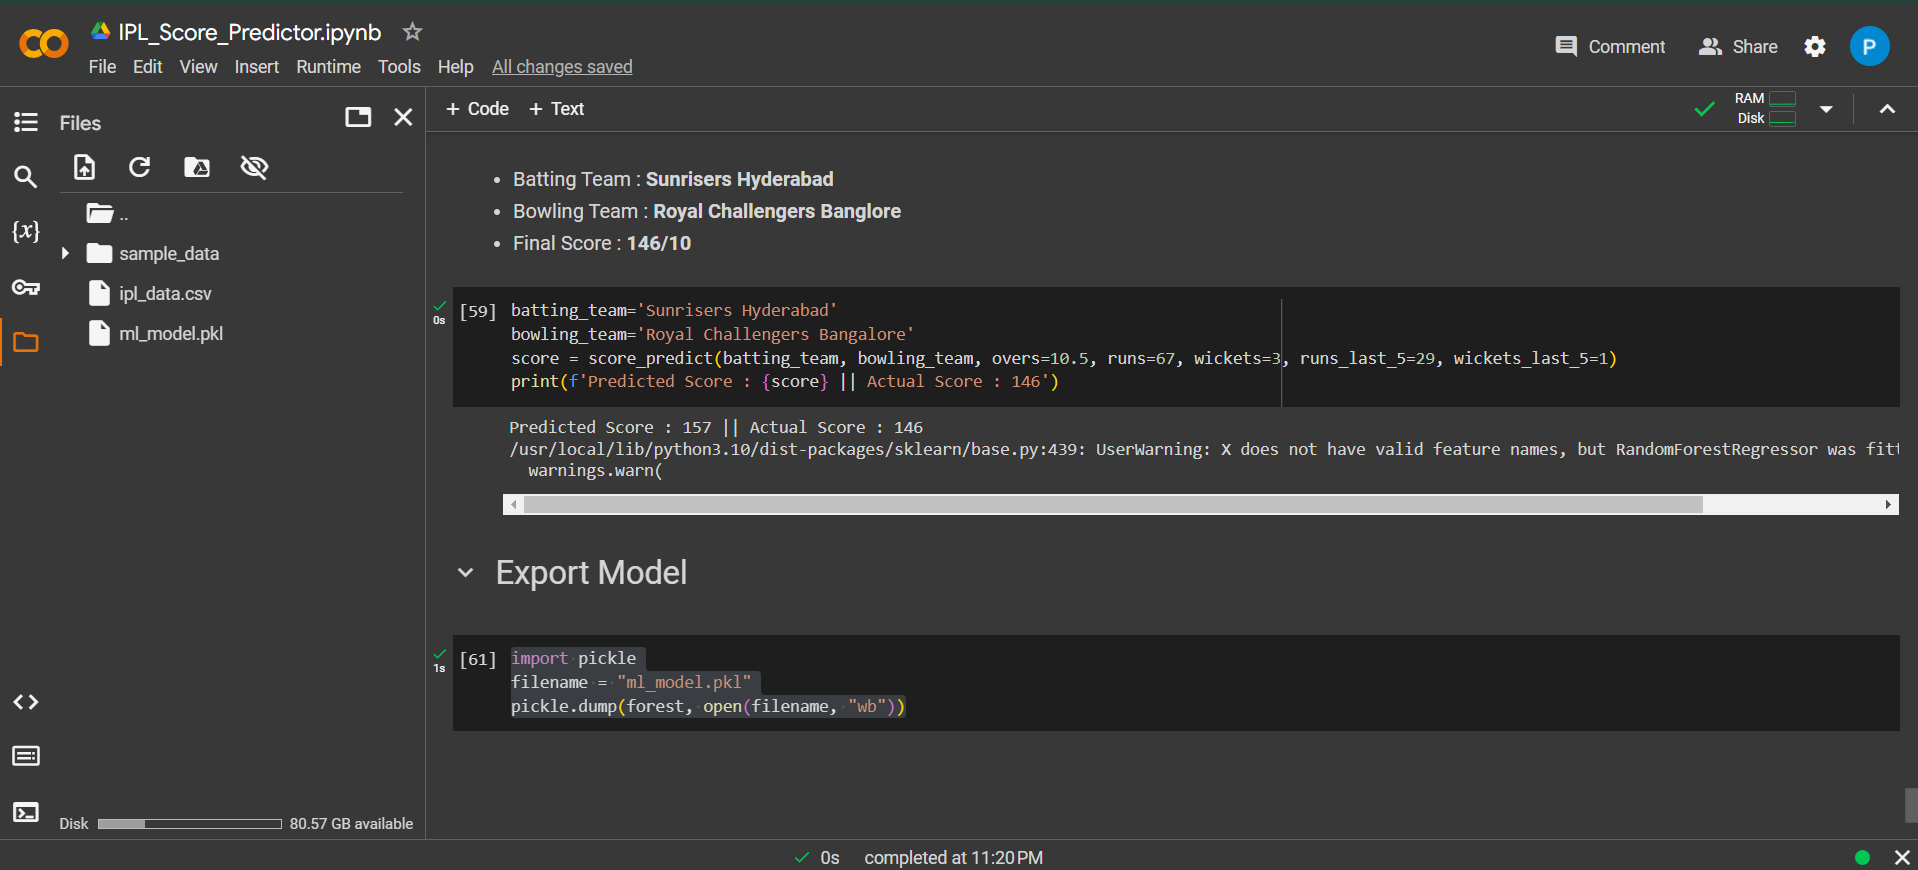 IPL_Score_Predictor.ipynb
File Edit View Insert Runtime Tools Help All changes saved
Comment Share P
Files
+ Code + Text
RAM
Disk
{x}
..
sample_data
ipl_data.csv
ml_model.pkl
Disk 80.57 GB available
• Batting Team : Sunrisers Hyderabad
• Bowling Team : Royal Challengers Banglore
• Final Score : 146/10
0s
[59] batting_team='Sunrisers Hyderabad'
bowling_team='Royal Challengers Bangalore'
score = score_predict(batting_team, bowling_team, overs=10.5, runs=67, wickets=3, runs_last_5=29, wickets_last_5=1)
print(f'Predicted Score : {score} || Actual Score : 146')
Predicted Score : 157 || Actual Score : 146
/usr/local/lib/python3.10/dist-packages/sklearn/base.py:439: UserWarning: X does not have valid feature names, but RandomForestRegressor was fitt
warnings.warn(
Export Model
1s
[61] import pickle
filename = "ml_model.pkl"
pickle.dump(forest, open(filename, "wb"))
0s completed at 11:20 PM